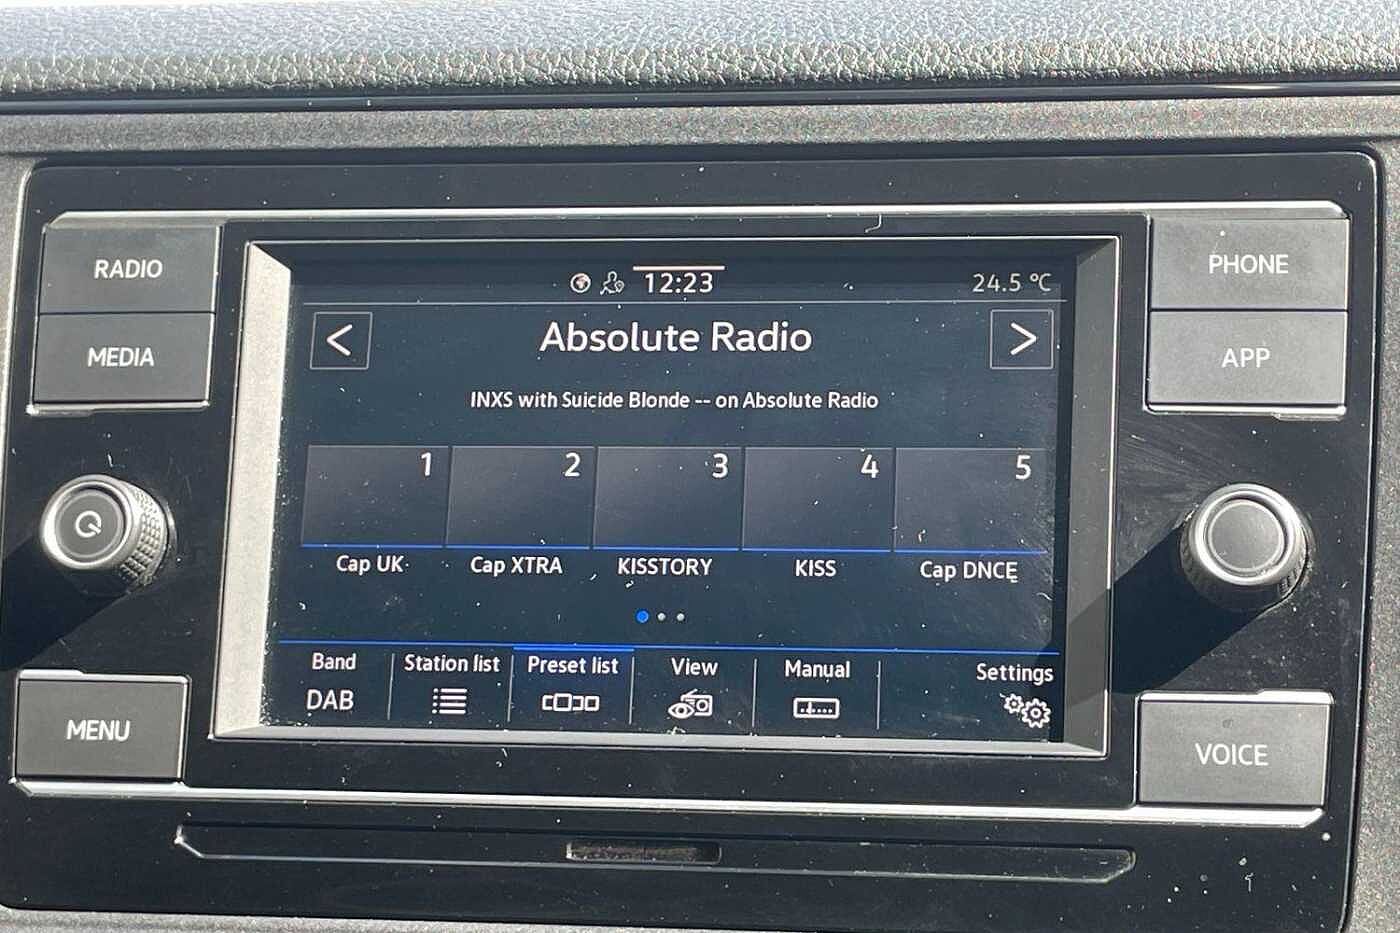 RADIO
MEDIA
MENU
12:23
24.5 °C
Absolute Radio
INXS with Suicide Blonde -- on Absolute Radio
1 2 3 4 5
Cap UK Cap XTRA KISSTORY KISS Cap DNCE
Band Station list Preset list View Manual Settings
DAB
PHONE
APP
VOICE